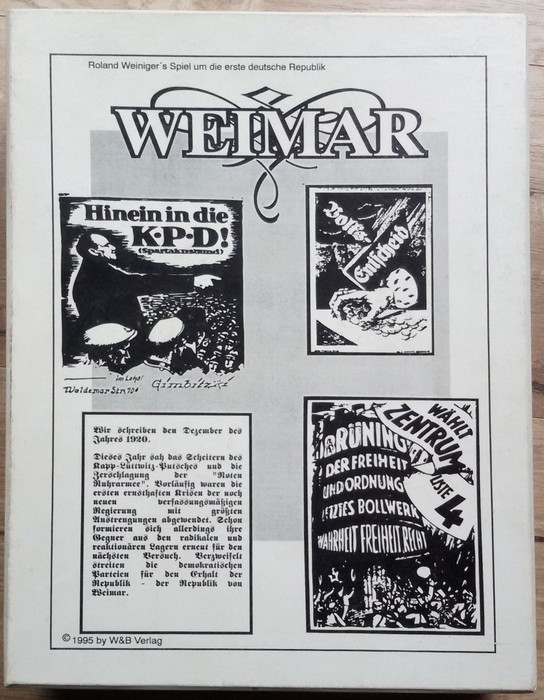 Roland Weiniger's Spiel um die erste deutsche Republik
WEIMAR
Hinein in die
K·P·D!
(Spartakusbund)
Volks-
Entscheid
im Lokal
Waldemar Str.
Wir schreiben den Dezember des
Jahres 1920.
Dieses Jahr sah das Scheitern des
Kapp-Lüttwitz-Putsches und die
Zerschlagung der "Roten
Ruhrarmee". Vorläufig waren die
ersten ernsthaften Krisen der noch
neuen verfassungsmäßigen
Regierung mit größten
Anstrengungen abgewendet. Schon
formieren sich allerdings ihre
Gegner aus den radikalen und
reaktionären Lagern erneut für den
nächsten Versuch. Verzweifelt
streiten die demokratischen
Parteien für den Erhalt der
Republik - der Republik von
Weimar.
BRÜNING
DER FREIHEIT
UND ORDNUNG
LETZTES BOLLWERK
WAHRHEIT FREIHEIT RECHT
WÄHLT
ZENTRUM
LISTE 4
© 1995 by W&B Verlag